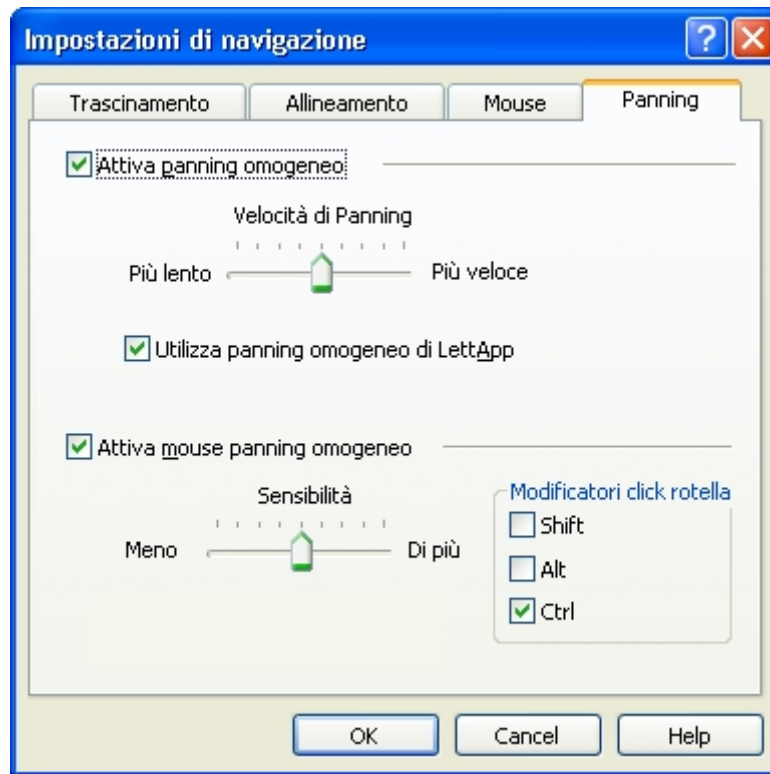 Impostazioni di navigazione
Trascinamento Allineamento Mouse Panning
Attiva panning omogeneo
Velocità di Panning
Più lento Più veloce
Utilizza panning omogeneo di LettApp
Attiva mouse panning omogeneo
Sensibilità
Meno Di più
Modificatori click rotella
Shift
Alt
Ctrl
OK Cancel Help